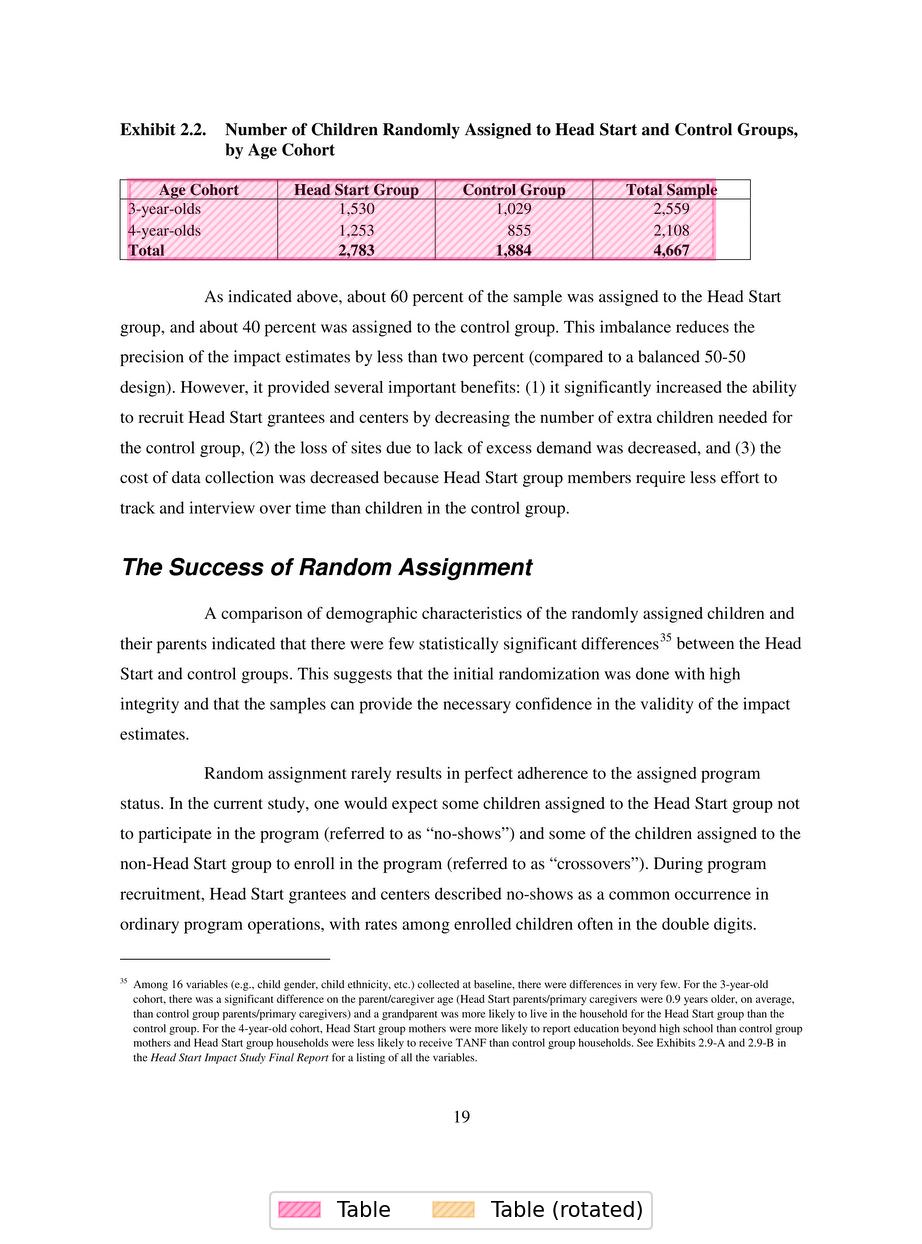 Exhibit 2.2. Number of Children Randomly Assigned to Head Start and Control Groups,
by Age Cohort
Age Cohort Head Start Group Control Group Total Sample
3-year-olds 1,530 1,029 2,559
4-year-olds 1,253 855 2,108
Total 2,783 1,884 4,667
As indicated above, about 60 percent of the sample was assigned to the Head Start
group, and about 40 percent was assigned to the control group. This imbalance reduces the
precision of the impact estimates by less than two percent (compared to a balanced 50-50
design). However, it provided several important benefits: (1) it significantly increased the ability
to recruit Head Start grantees and centers by decreasing the number of extra children needed for
the control group, (2) the loss of sites due to lack of excess demand was decreased, and (3) the
cost of data collection was decreased because Head Start group members require less effort to
track and interview over time than children in the control group.
The Success of Random Assignment
A comparison of demographic characteristics of the randomly assigned children and
their parents indicated that there were few statistically significant differences35 between the Head
Start and control groups. This suggests that the initial randomization was done with high
integrity and that the samples can provide the necessary confidence in the validity of the impact
estimates.
Random assignment rarely results in perfect adherence to the assigned program
status. In the current study, one would expect some children assigned to the Head Start group not
to participate in the program (referred to as “no-shows”) and some of the children assigned to the
non-Head Start group to enroll in the program (referred to as “crossovers”). During program
recruitment, Head Start grantees and centers described no-shows as a common occurrence in
ordinary program operations, with rates among enrolled children often in the double digits.
35 Among 16 variables (e.g., child gender, child ethnicity, etc.) collected at baseline, there were differences in very few. For the 3-year-old
cohort, there was a significant difference on the parent/caregiver age (Head Start parents/primary caregivers were 0.9 years older, on average,
than control group parents/primary caregivers) and a grandparent was more likely to live in the household for the Head Start group than the
control group. For the 4-year-old cohort, Head Start group mothers were more likely to report education beyond high school than control group
mothers and Head Start group households were less likely to receive TANF than control group households. See Exhibits 2.9-A and 2.9-B in
the Head Start Impact Study Final Report for a listing of all the variables.
19
Table Table (rotated)